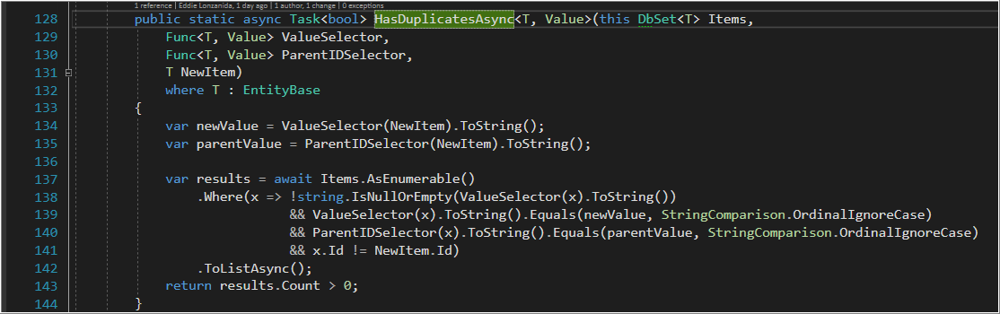 1 reference | Eddie Lonzanida, 1 day ago | 1 author, 1 change | 0 exceptions
128 public static async Task<bool> HasDuplicatesAsync<T, Value>(this DbSet<T> Items,
129 Func<T, Value> ValueSelector,
130 Func<T, Value> ParentIDSelector,
131 T NewItem)
132 where T : EntityBase
133 {
134 var newValue = ValueSelector(NewItem).ToString();
135 var parentValue = ParentIDSelector(NewItem).ToString();
136
137 var results = await Items.AsEnumerable()
138 .Where(x => !string.IsNullOrEmpty(ValueSelector(x).ToString())
139 && ValueSelector(x).ToString().Equals(newValue, StringComparison.OrdinalIgnoreCase)
140 && ParentIDSelector(x).ToString().Equals(parentValue, StringComparison.OrdinalIgnoreCase)
141 && x.Id != NewItem.Id)
142 .ToListAsync();
143 return results.Count > 0;
144 }